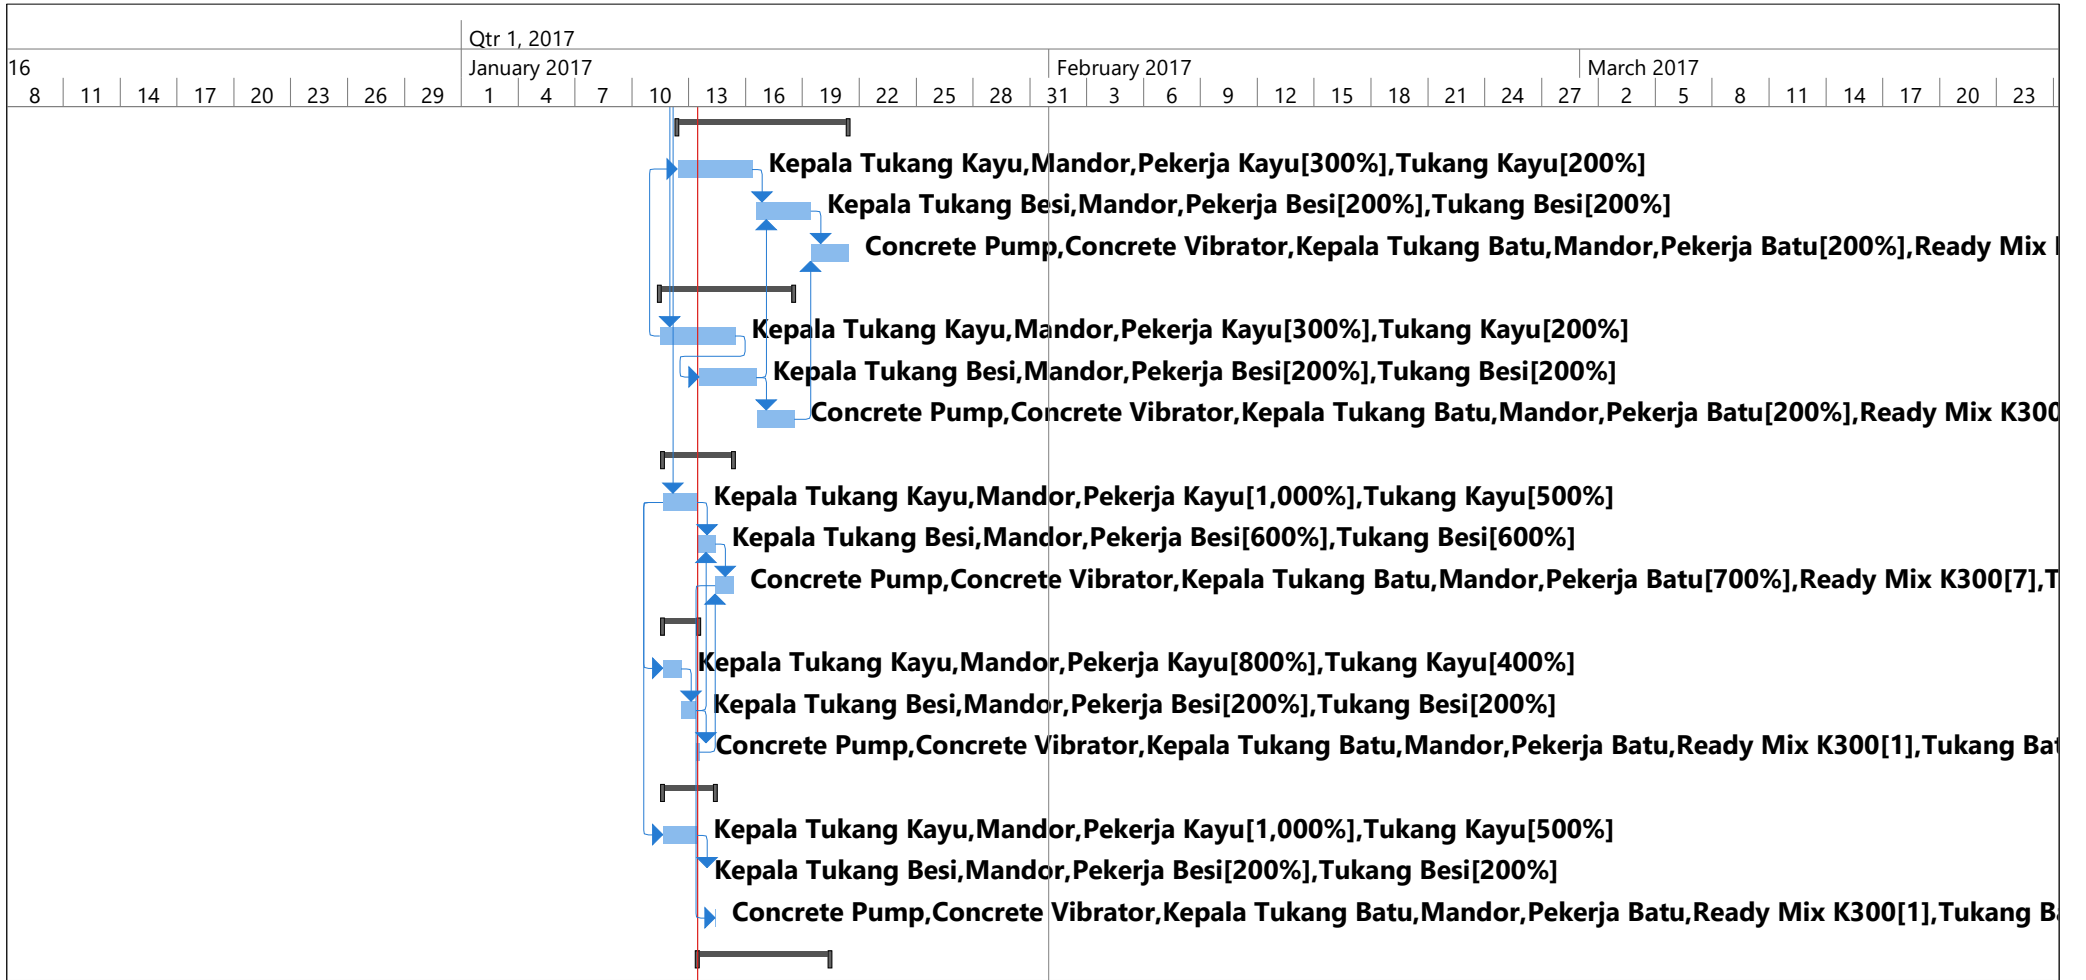 Qtr 1, 2017
16 January 2017 February 2017 March 2017
8 11 14 17 20 23 26 29 1 4 7 10 13 16 19 22 25 28 31 3 6 9 12 15 18 21 24 27 2 5 8 11 14 17 20 23
Kepala Tukang Kayu,Mandor,Pekerja Kayu[300%],Tukang Kayu[200%]
Kepala Tukang Besi,Mandor,Pekerja Besi[200%],Tukang Besi[200%]
Concrete Pump,Concrete Vibrator,Kepala Tukang Batu,Mandor,Pekerja Batu[200%],Ready Mix
Kepala Tukang Kayu,Mandor,Pekerja Kayu[300%],Tukang Kayu[200%]
Kepala Tukang Besi,Mandor,Pekerja Besi[200%],Tukang Besi[200%]
Concrete Pump,Concrete Vibrator,Kepala Tukang Batu,Mandor,Pekerja Batu[200%],Ready Mix K300
Kepala Tukang Kayu,Mandor,Pekerja Kayu[1,000%],Tukang Kayu[500%]
Kepala Tukang Besi,Mandor,Pekerja Besi[600%],Tukang Besi[600%]
Concrete Pump,Concrete Vibrator,Kepala Tukang Batu,Mandor,Pekerja Batu[700%],Ready Mix K300[7],T
Kepala Tukang Kayu,Mandor,Pekerja Kayu[800%],Tukang Kayu[400%]
Kepala Tukang Besi,Mandor,Pekerja Besi[200%],Tukang Besi[200%]
Concrete Pump,Concrete Vibrator,Kepala Tukang Batu,Mandor,Pekerja Batu,Ready Mix K300[1],Tukang Bat
Kepala Tukang Kayu,Mandor,Pekerja Kayu[1,000%],Tukang Kayu[500%]
Kepala Tukang Besi,Mandor,Pekerja Besi[200%],Tukang Besi[200%]
Concrete Pump,Concrete Vibrator,Kepala Tukang Batu,Mandor,Pekerja Batu,Ready Mix K300[1],Tukang Ba